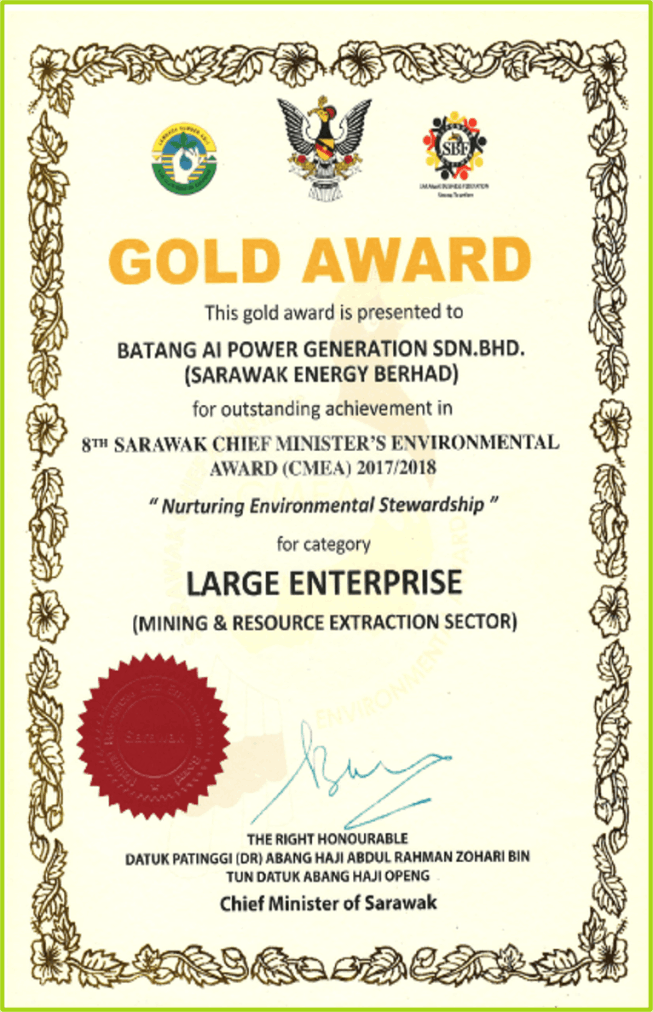 SBF
SARAWAK BUSINESS FEDERATION
GOLD AWARD
This gold award is presented to
BATANG AI POWER GENERATION SDN.BHD.
(SARAWAK ENERGY BERHAD)
for outstanding achievement in
8TH SARAWAK CHIEF MINISTER'S ENVIRONMENTAL
AWARD (CMEA) 2017/2018
" Nurturing Environmental Stewardship "
for category
LARGE ENTERPRISE
(MINING & RESOURCE EXTRACTION SECTOR)
Sarawak
THE RIGHT HONOURABLE
DATUK PATINGGI (DR) ABANG HAJI ABDUL RAHMAN ZOHARI BIN
TUN DATUK ABANG HAJI OPENG
Chief Minister of Sarawak